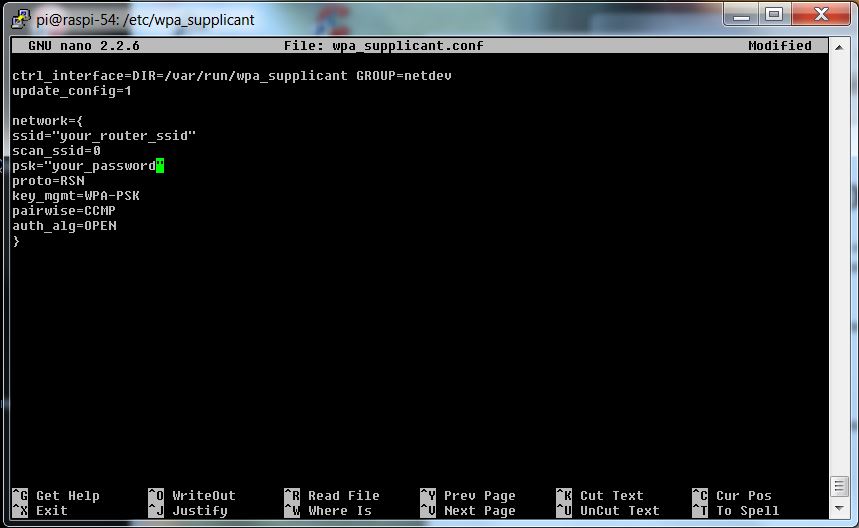 pi@raspi-54: /etc/wpa_supplicant
GNU nano 2.2.6 File: wpa_supplicant.conf Modified
ctrl_interface=DIR=/var/run/wpa_supplicant GROUP=netdev
update_config=1
network={
ssid="your_router_ssid"
scan_ssid=0
psk="your_password"
proto=RSN
key_mgmt=WPA-PSK
pairwise=CCMP
auth_alg=OPEN
}
^G Get Help ^O WriteOut ^R Read File ^Y Prev Page ^K Cut Text ^C Cur Pos
^X Exit ^J Justify ^W Where Is ^V Next Page ^U UnCut Text ^T To Spell